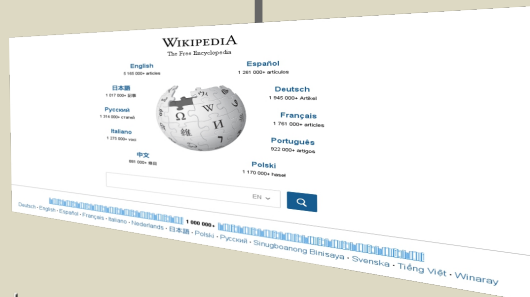 WIKIPEDIA
The Free Encyclopedia
English
Español
1 261 000+ artículos
日本語
Deutsch
1 945 000+ Artikel
Русский
Français
1 781 000+ articles
Italiano
Português
922 000+ artigos
中文
Polski
1 170 000+ haseł
EN
1 000 000+
Deutsch • English • Español • Français • Italiano • Nederlands • 日本語 • Polski • Русский • Sinugboanong Binisaya • Svenska • Tiếng Việt • Winaray